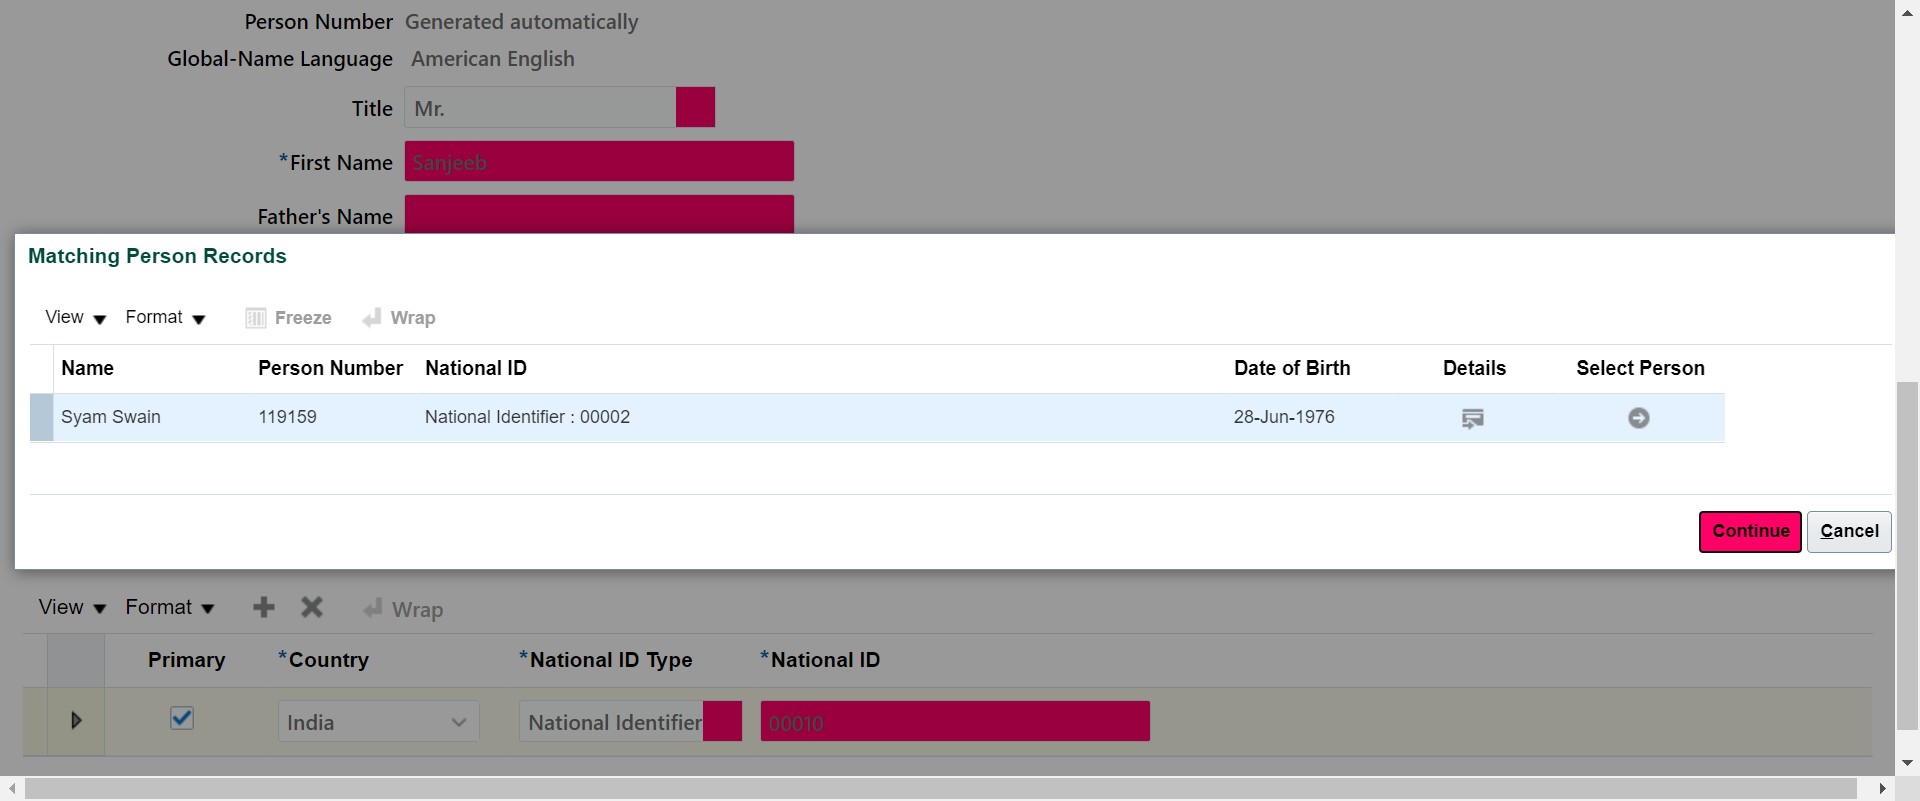 Person Number Generated automatically
Global-Name Language American English
Title Mr.
*First Name Sanjeeb
Father's Name
Matching Person Records
View Format Freeze Wrap
Name Person Number National ID Date of Birth Details Select Person
Syam Swain 119159 National Identifier : 00002 28-Jun-1976
Continue Cancel
View Format Wrap
Primary *Country *National ID Type *National ID
India National Identifier 00010